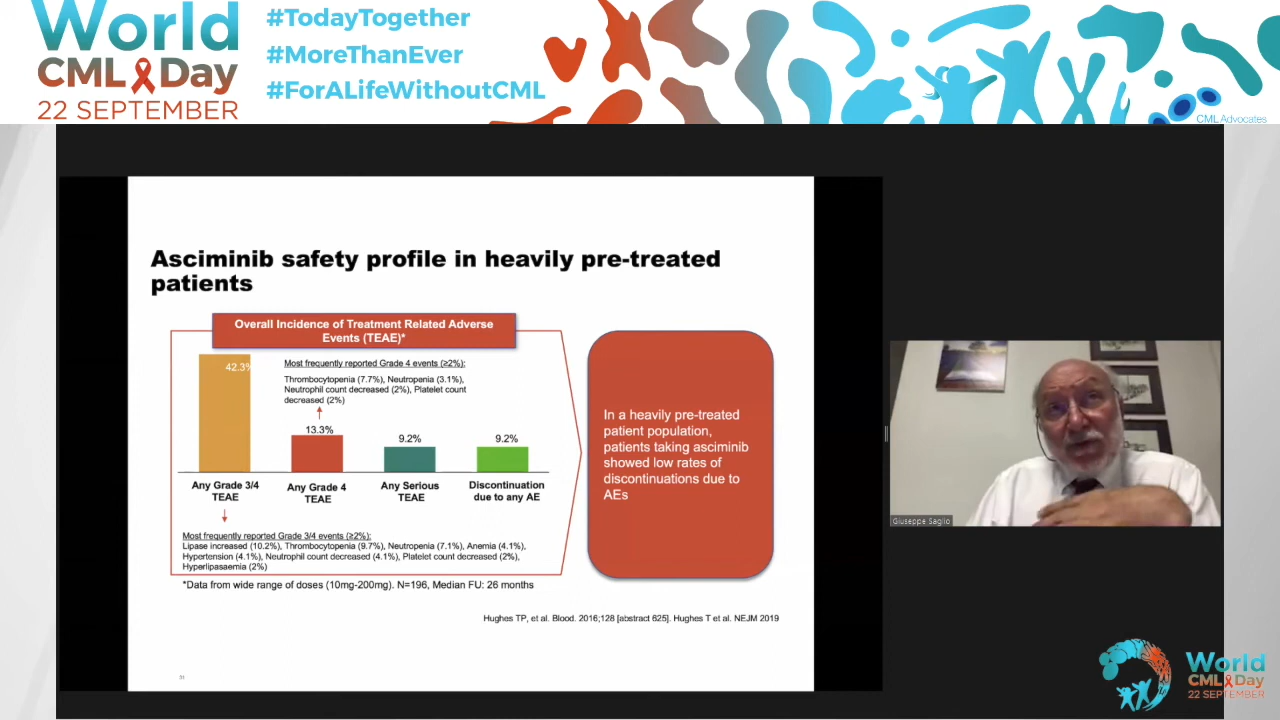 World
CML Day
22 SEPTEMBER
#TodayTogether
#MoreThanEver
#ForALifeWithoutCML
CML Advocates
Asciminib safety profile in heavily pre-treated
patients
Overall Incidence of Treatment Related Adverse
Events (TEAE)*
42.3%
Most frequently reported Grade 4 events (≥2%):
Thrombocytopenia (7.7%), Neutropenia (3.1%),
Neutrophil count decreased (2%), Platelet count
decreased (2%)
13.3%
9.2%
9.2%
Any Grade 3/4
TEAE
Any Grade 4
TEAE
Any Serious
TEAE
Discontinuation
due to any AE
Most frequently reported Grade 3/4 events (≥2%):
Lipase increased (10.2%), Thrombocytopenia (9.7%), Neutropenia (7.1%), Anemia (4.1%),
Hypertension (4.1%), Neutrophil count decreased (4.1%), Platelet count decreased (2%),
Hyperlipasaemia (2%)
*Data from wide range of doses (10mg-200mg). N=196, Median FU: 26 months
In a heavily pre-treated
patient population,
patients taking asciminib
showed low rates of
discontinuations due to
AEs
Hughes TP, et al. Blood. 2016;128 [abstract 625]. Hughes T et al. NEJM 2019
Giuseppe Saglio
World
CML Day
22 SEPTEMBER